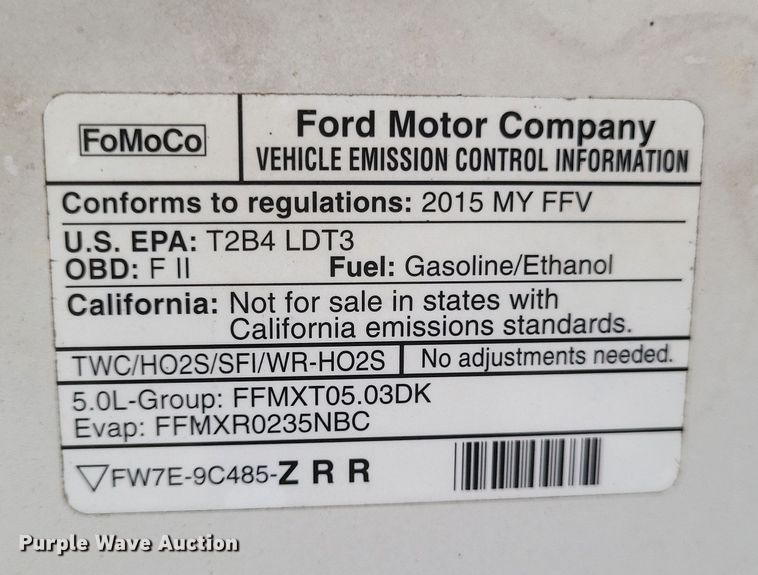 FoMoCo
Ford Motor Company
VEHICLE EMISSION CONTROL INFORMATION
Conforms to regulations: 2015 MY FFV
U.S. EPA: T2B4 LDT3
OBD: F II Fuel: Gasoline/Ethanol
California: Not for sale in states with
California emissions standards.
TWC/HO2S/SFI/WR-HO2S No adjustments needed.
5.0L-Group: FFMXT05.03DK
Evap: FFMXR0235NBC
FW7E-9C485-Z R R
Purple Wave Auction